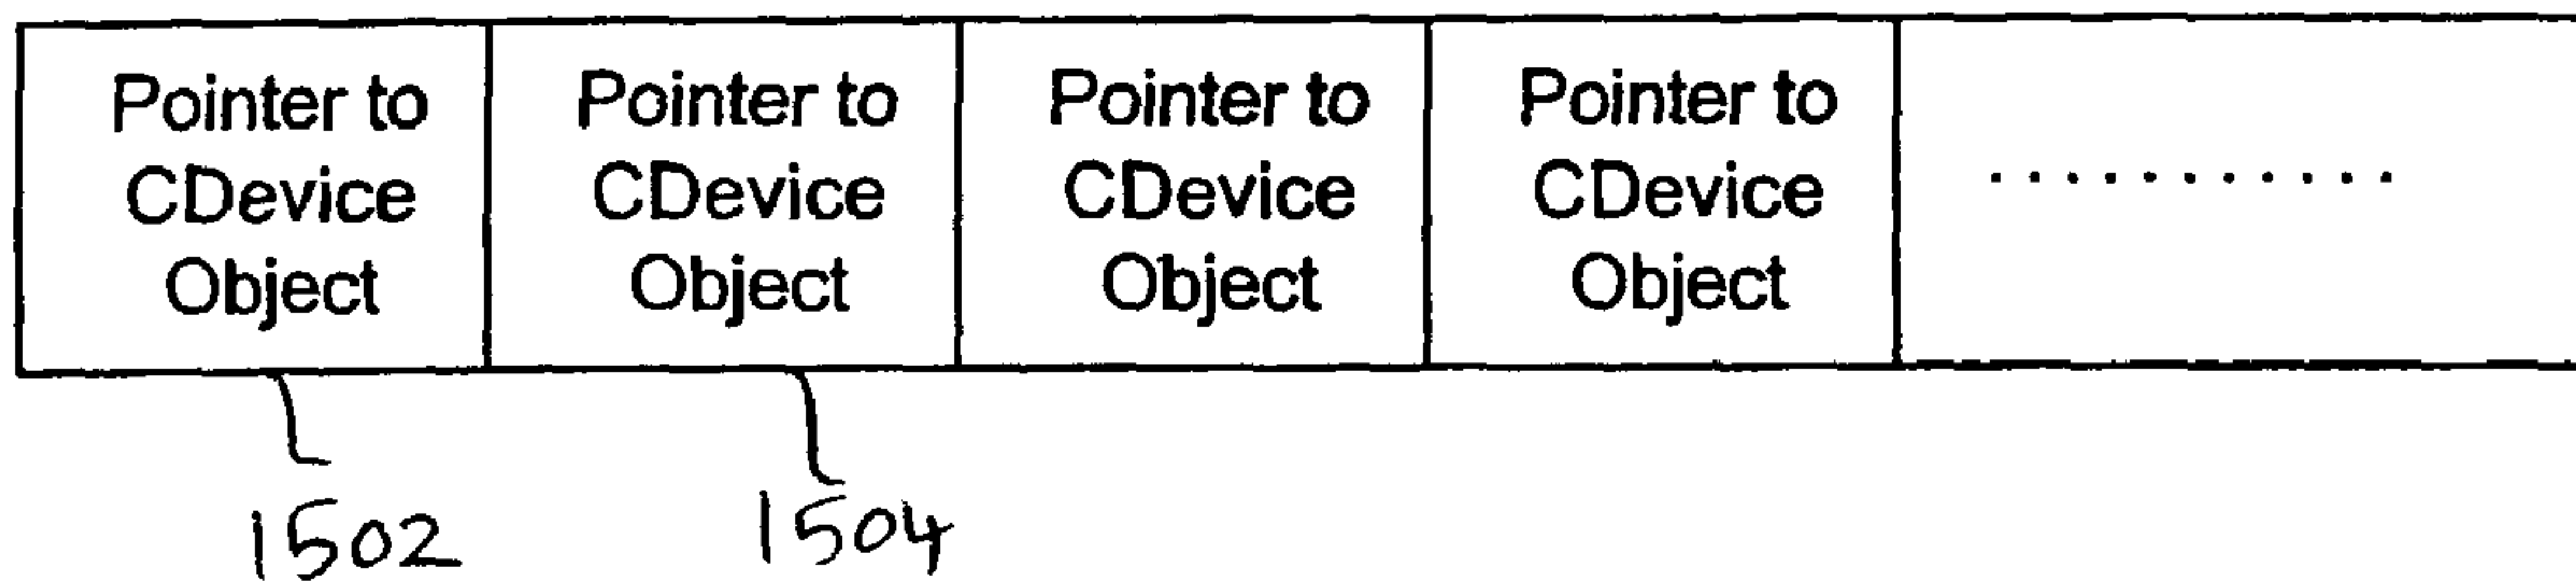 Pointer to
CDevice
Object
Pointer to
CDevice
Object
Pointer to
CDevice
Object
Pointer to
CDevice
Object
...........
1502
1504